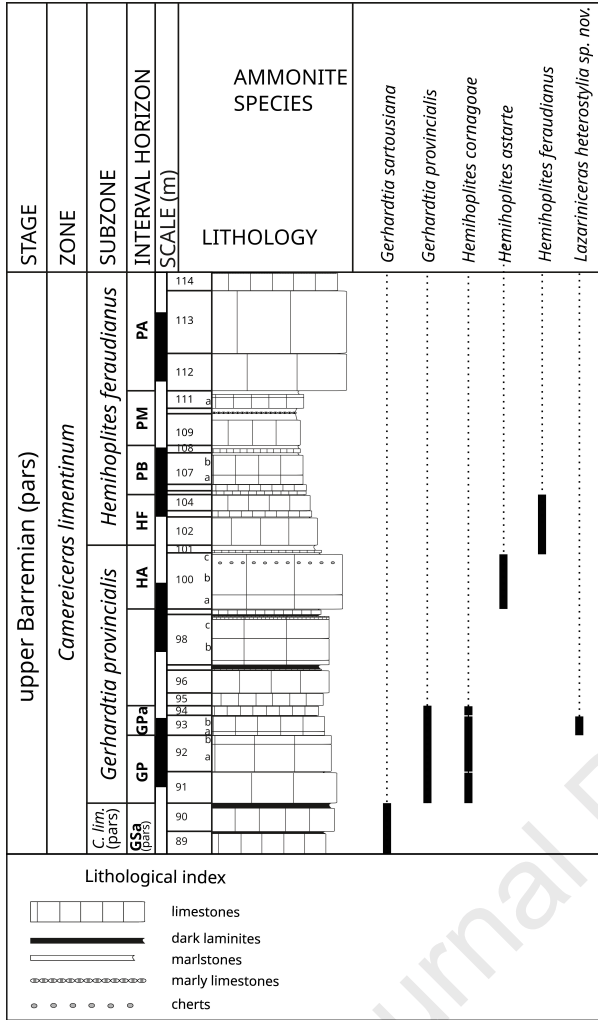 STAGE
ZONE
SUBZONE
INTERVAL HORIZON
SCALE (m)
AMMONITE
SPECIES
LITHOLOGY
Gerhardtia sartousiana
Gerhardtia provincialis
Hemihoplites cornagoae
Hemihoplites astarte
Hemihoplites feraudianus
Lazariniceras heterostylia sp. nov.
upper Barremian (pars)
Camereiceras limentinum
Hemihoplites feraudianus
Gerhardtia provincialis
C. lim.
(pars)
PA
PM
PB
HF
HA
GPa
GP
GSa
(pars)
114
113
112
111 a
109
108
107 b
a
104
102
101
100 c
b
a
98 c
b
96
95
94
93 b
a
92 b
a
91
90
89
Lithological index
limestones
dark laminites
marlstones
marly limestones
cherts